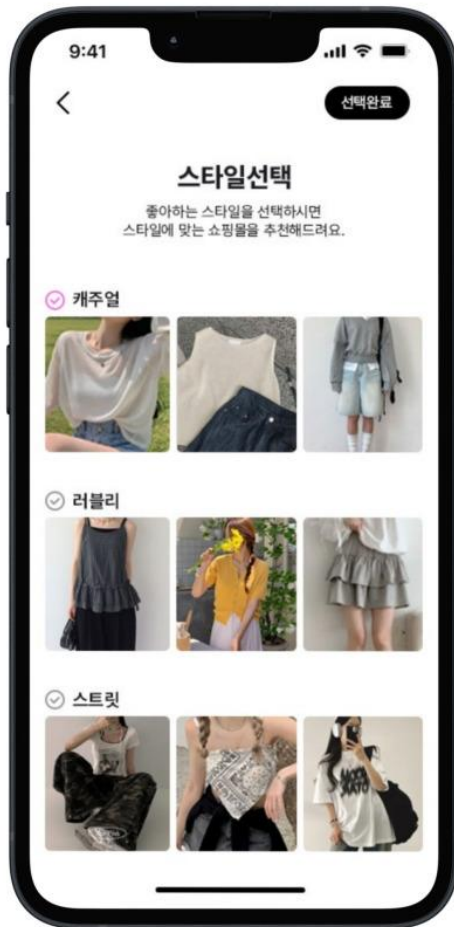 9:41
선택완료
스타일선택
좋아하는 스타일을 선택하시면
스타일에 맞는 쇼핑몰을 추천해드려요.
캐주얼
러블리
스트릿